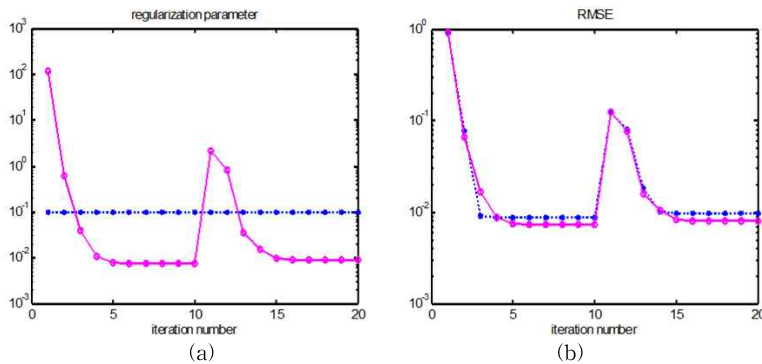 regularization parameter
10^3
10^2
10^1
10^0
10^-1
10^-2
10^-3
0 5 10 15 20
iteration number
(a)
RMSE
10^0
10^-1
10^-2
10^-3
0 5 10 15 20
iteration number
(b)